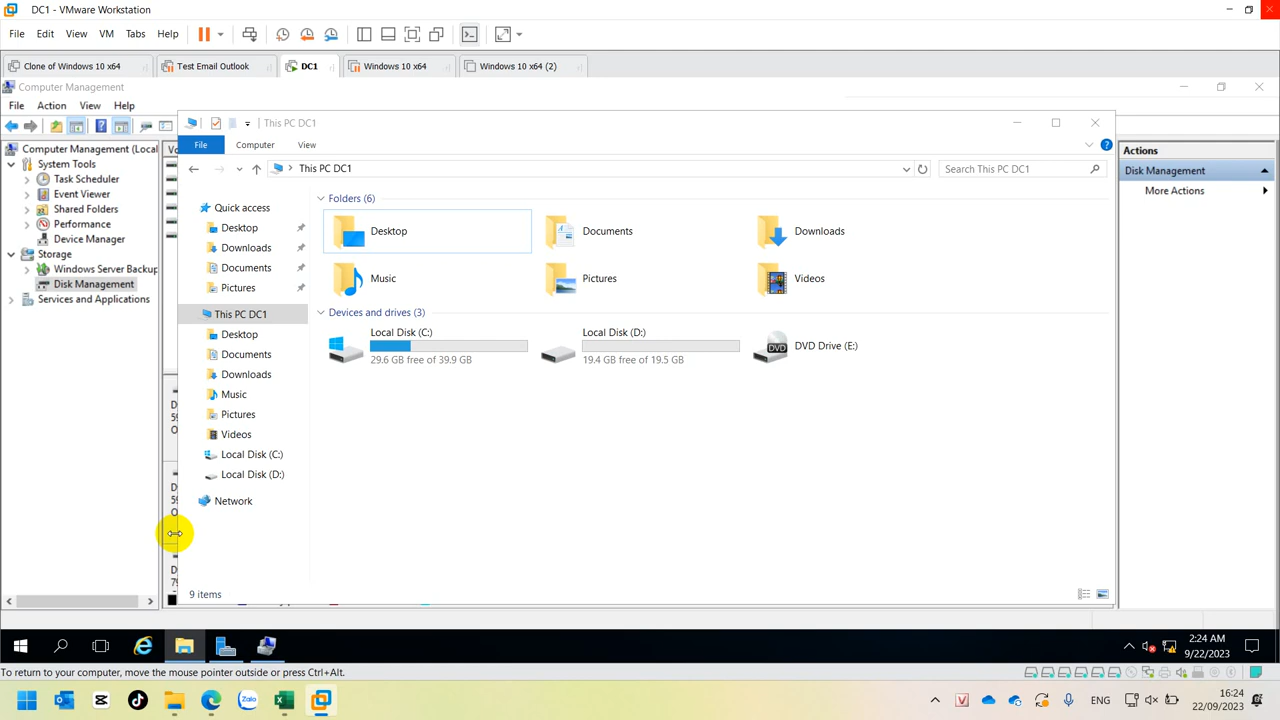 DC1 - VMware Workstation
File Edit View VM Tabs Help
Clone of Windows 10 x64 Test Email Outlook DC1 Windows 10 x64 Windows 10 x64 (2)
Computer Management
File Action View Help
Computer Management (Local
System Tools
Task Scheduler
Event Viewer
Shared Folders
Performance
Device Manager
Storage
Windows Server Backup
Disk Management
Services and Applications
This PC DC1
File Computer View
This PC DC1
Search This PC DC1
Quick access
Desktop
Downloads
Documents
Pictures
This PC DC1
Desktop
Documents
Downloads
Music
Pictures
Videos
Local Disk (C:)
Local Disk (D:)
Network
Folders (6)
Desktop Documents Downloads
Music Pictures Videos
Devices and drives (3)
Local Disk (C:)
29.6 GB free of 39.9 GB
Local Disk (D:)
19.4 GB free of 19.5 GB
DVD Drive (E:)
DVD
9 items
Actions
Disk Management
More Actions
2:24 AM
9/22/2023
To return to your computer, move the mouse pointer outside or press Ctrl+Alt.
Zalo
ENG
16:24
22/09/2023